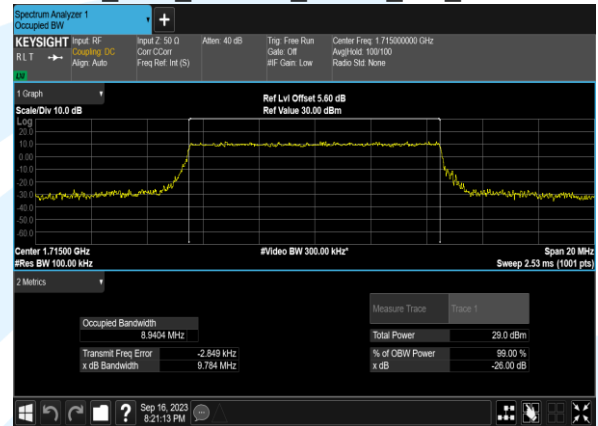 Spectrum Analyzer 1
Occupied BW
KEYSIGHT
RLT
LW
Input: RF
Coupling: DC
Align: Auto
Input Z: 50 Ω
Corr CCorr
Freq Ref: Int (S)
Atten: 40 dB
Trig: Free Run
Gate: Off
#IF Gain: Low
Center Freq: 1.715000000 GHz
Avg|Hold: 100/100
Radio Std: None
1 Graph
Scale/Div 10.0 dB
Ref Lvl Offset 5.60 dB
Ref Value 30.00 dBm
Log
20.0
10.0
0.00
-10.0
-20.0
-30.0
-40.0
-50.0
-60.0
Center 1.71500 GHz
#Res BW 100.00 kHz
#Video BW 300.00 kHz*
Span 20 MHz
Sweep 2.53 ms (1001 pts)
2 Metrics
Measure Trace Trace 1
Occupied Bandwidth
8.9404 MHz
Total Power 29.0 dBm
Transmit Freq Error -2.849 kHz
% of OBW Power 99.00 %
x dB Bandwidth 9.784 MHz
x dB -26.00 dB
Sep 16, 2023
8:21:13 PM